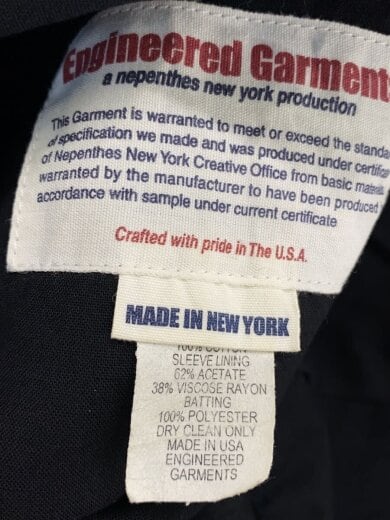 Engineered Garment
a nepenthes new york production
This Garment is warranted to meet or exceed the standa
of specification we made and was produced under certific
of Nepenthes New York Creative Office from basic material
warranted by the manufacturer to have been produced
accordance with sample under current certificate
Crafted with pride in The U.S.A.
MADE IN NEW YORK
100% COTTON
SLEEVE LINING
62% ACETATE
38% VISCOSE RAYON
BATTING
100% POLYESTER
DRY CLEAN ONLY
MADE IN USA
ENGINEERED
GARMENTS